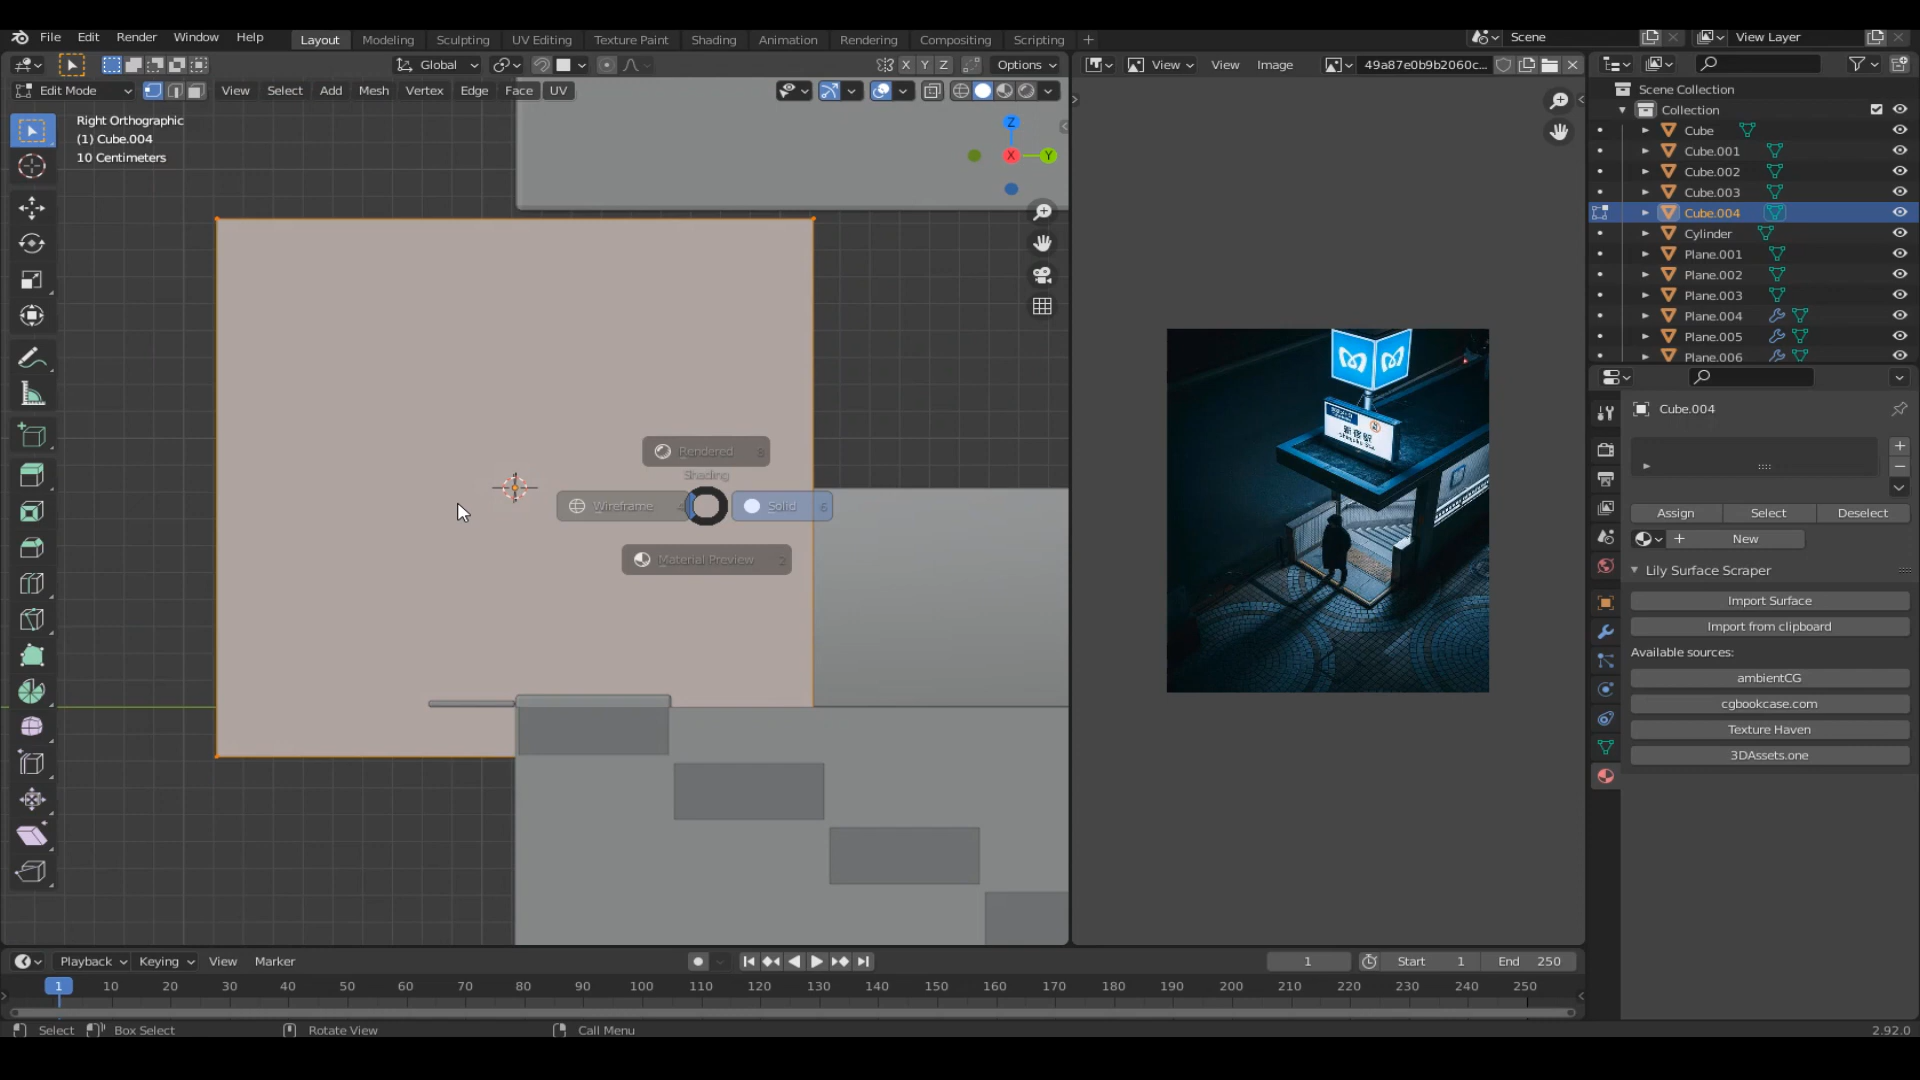 File Edit Render Window Help
Layout Modeling Sculpting UV Editing Texture Paint Shading Animation Rendering Compositing Scripting
Scene
View Layer
Global
X Y Z
Options
View
View
Image
49a87e0b9b2060c...
Edit Mode
View Select Add Mesh Vertex Edge Face UV
Right Orthographic
(1) Cube.004
10 Centimeters
Z
X
Y
Rendered 8
Shading
Wireframe 4
Solid 6
Material Preview 2
Scene Collection
Collection
Cube
Cube.001
Cube.002
Cube.003
Cube.004
Cylinder
Plane.001
Plane.002
Plane.003
Plane.004
Plane.005
Plane.006
Cube.004
Assign Select Deselect
New
Lily Surface Scraper
Import Surface
Import from clipboard
Available sources:
ambientCG
cgbookcase.com
Texture Haven
3DAssets.one
Playback Keying View Marker
1
Start 1
End 250
1 10 20 30 40 50 60 70 80 90 100 110 120 130 140 150 160 170 180 190 200 210 220 230 240 250
Select Box Select Rotate View Call Menu
2.92.0